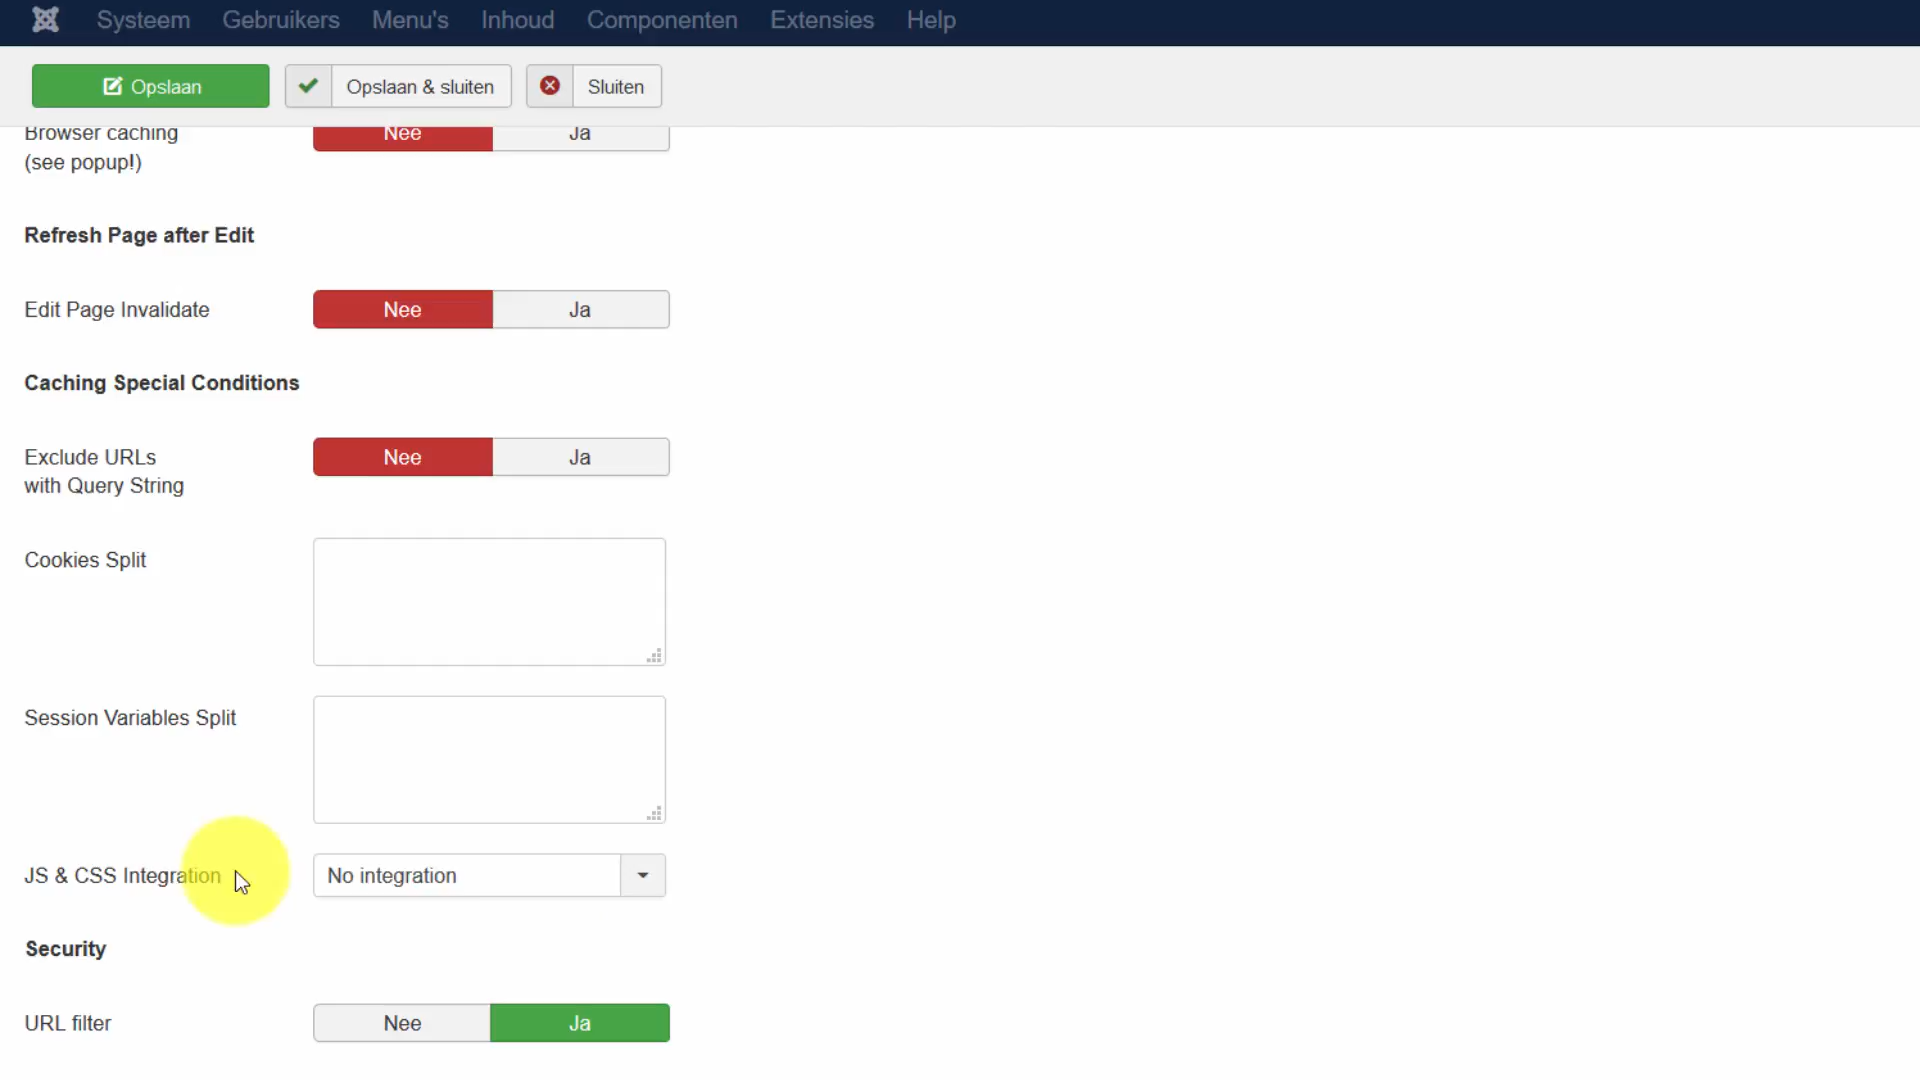 Systeem Gebruikers Menu's Inhoud Componenten Extensies Help
Opslaan Opslaan & sluiten Sluiten
Browser caching Nee Ja
(see popup!)
Refresh Page after Edit
Edit Page Invalidate Nee Ja
Caching Special Conditions
Exclude URLs Nee Ja
with Query String
Cookies Split
Session Variables Split
JS & CSS Integration No integration
Security
URL filter Nee Ja